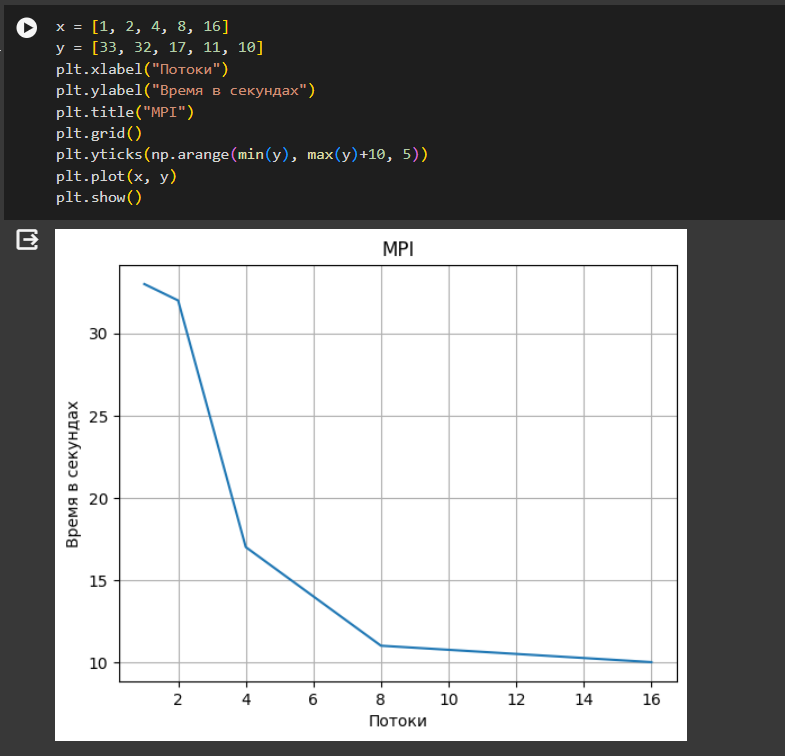 x = [1, 2, 4, 8, 16]
y = [33, 32, 17, 11, 10]
plt.xlabel("Потоки")
plt.ylabel("Время в секундах")
plt.title("MPI")
plt.grid()
plt.yticks(np.arange(min(y), max(y)+10, 5))
plt.plot(x, y)
plt.show()
MPI
30
25
20
15
10
Время в секундах
2 4 6 8 10 12 14 16
Потоки